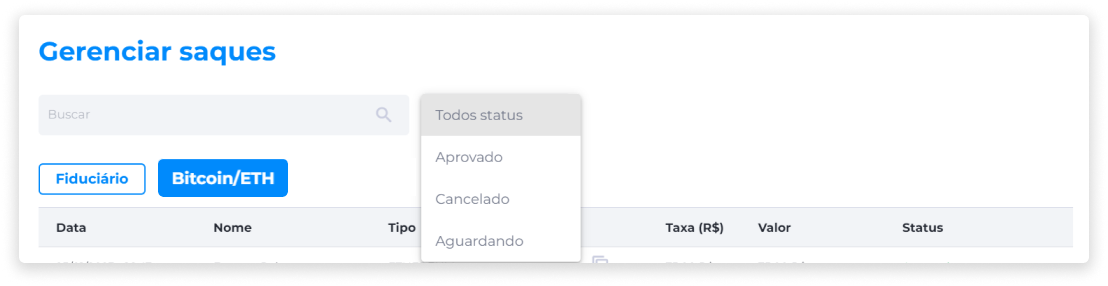 Gerenciar saques
Buscar
Todos status
Aprovado
Cancelado
Aguardando
Fiduciário
Bitcoin/ETH
Data Nome Tipo Taxa (R$) Valor Status